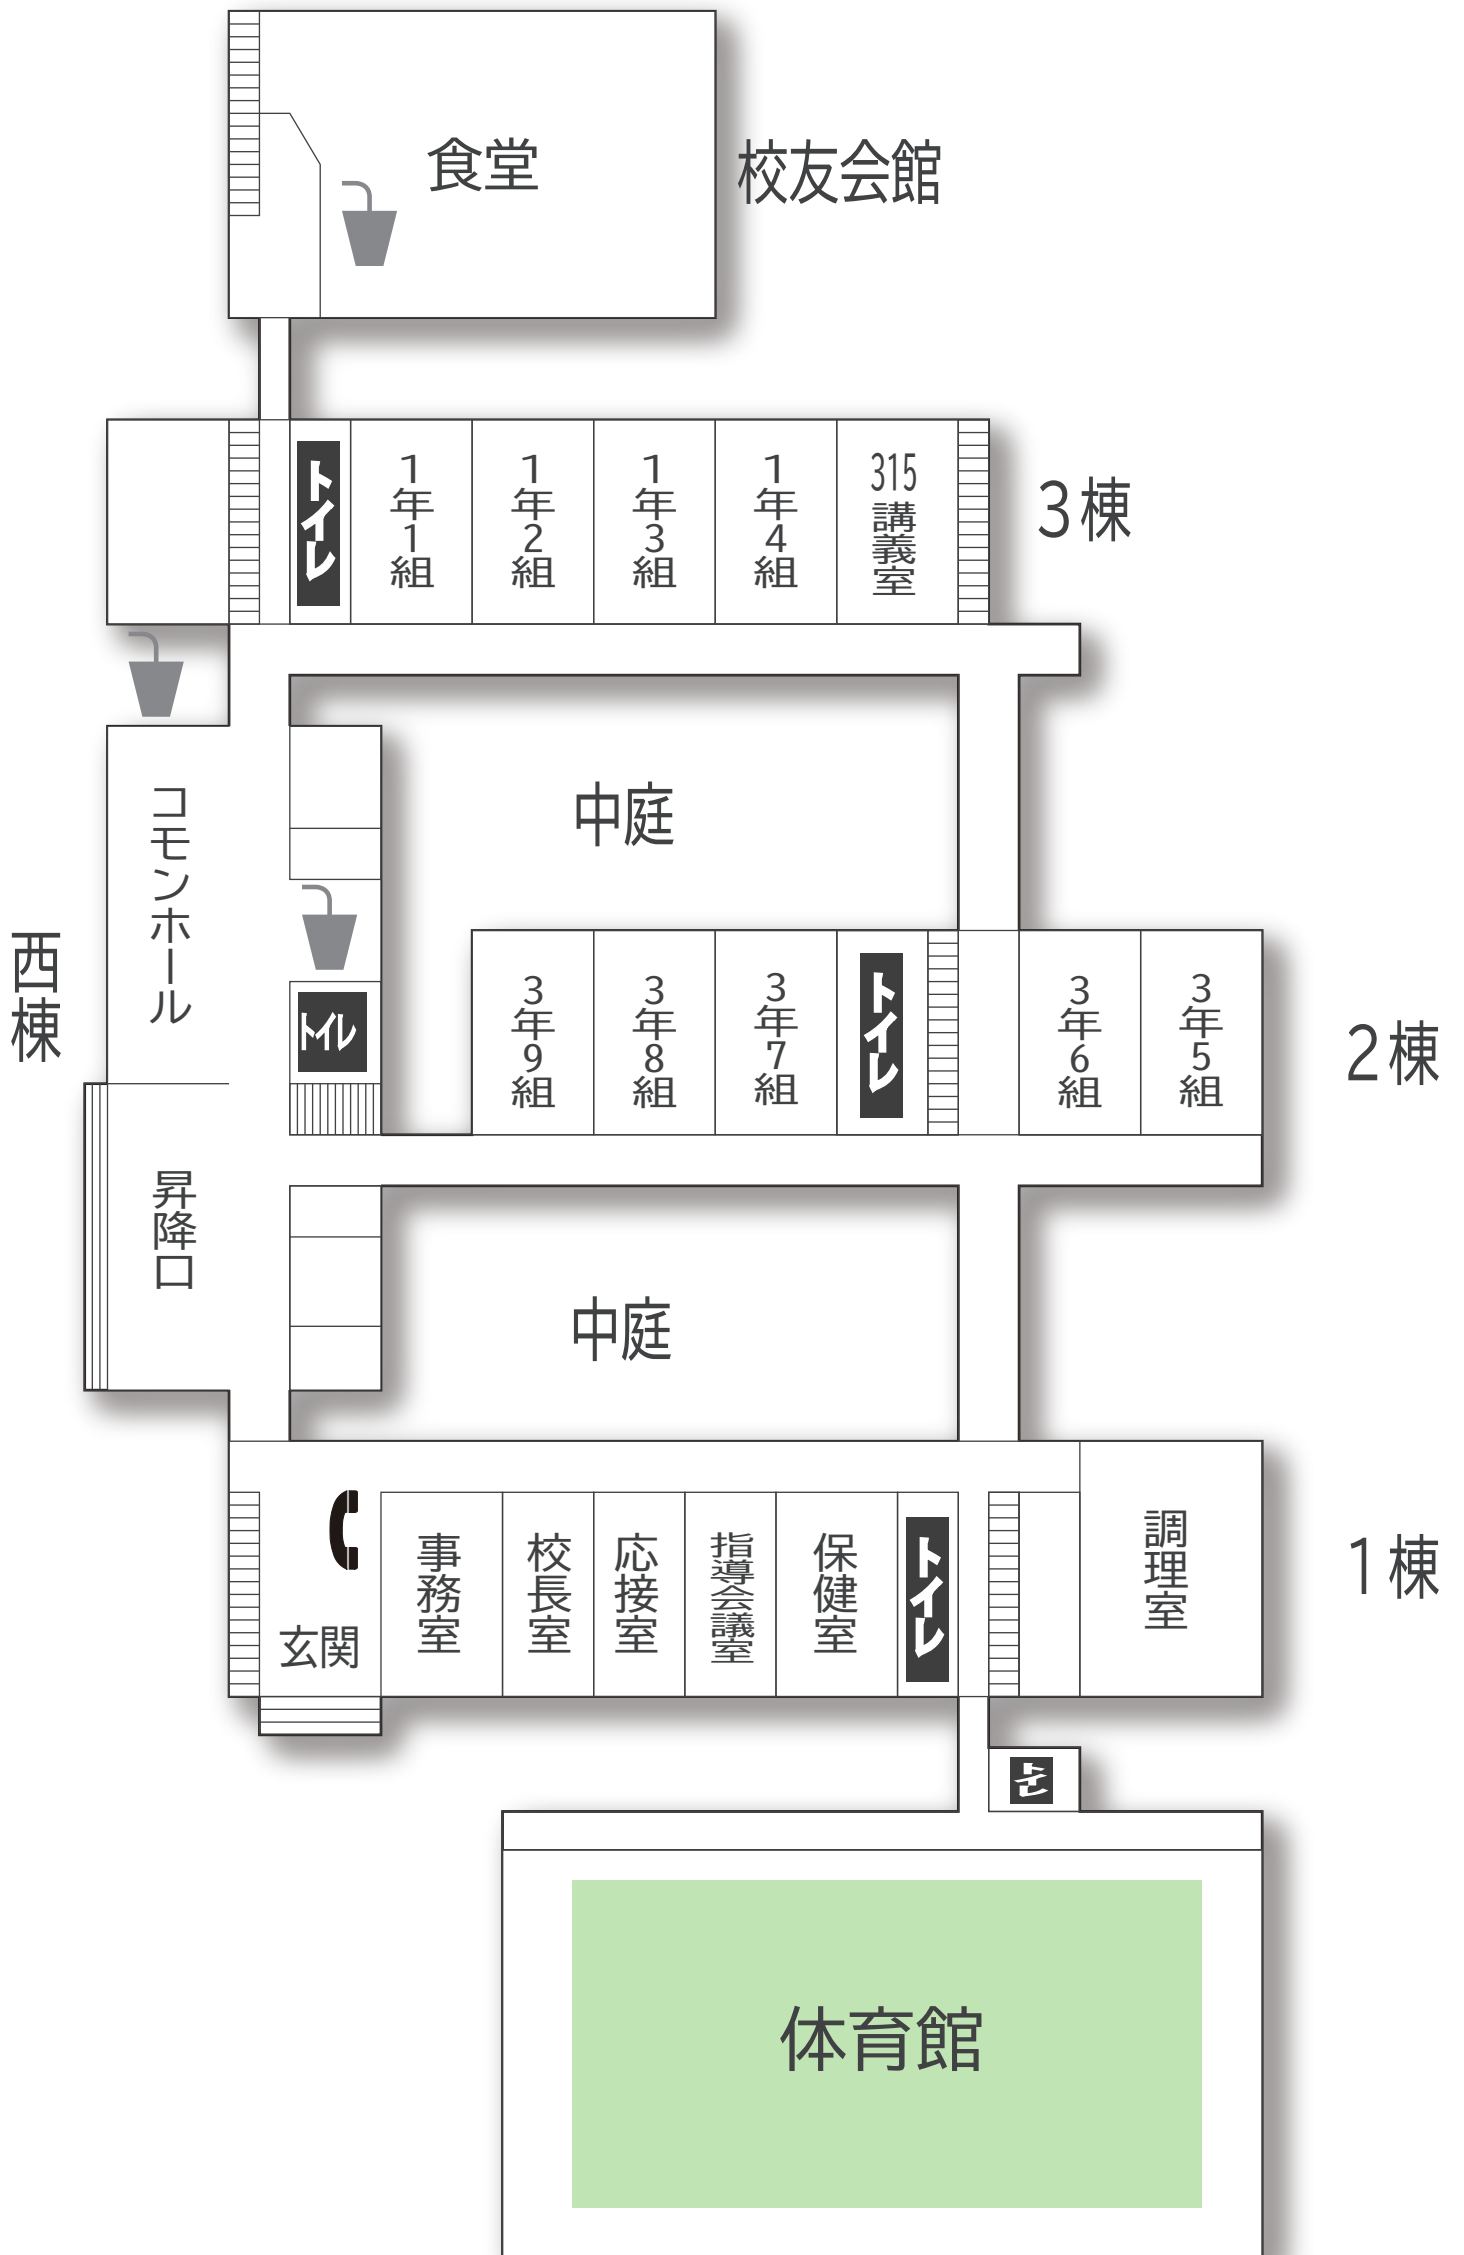 食堂
校友会館
トイレ
1年1組
1年2組
1年3組
1年4組
315
講義室
3棟
コモンホール
中庭
西棟
トイレ
3年9組
3年8組
3年7組
トイレ
3年6組
3年5組
2棟
昇降口
中庭
玄関
事務室
校長室
応接室
指導会議室
保健室
トイレ
調理室
1棟
トイレ
体育館